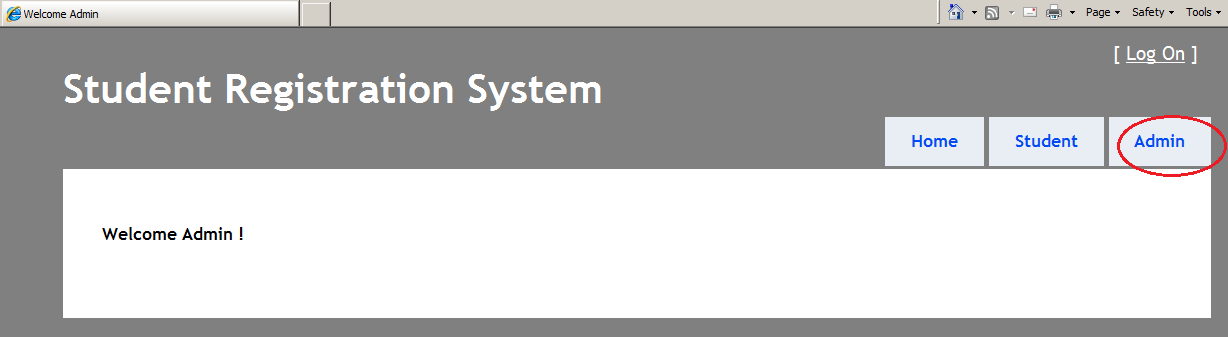 Welcome Admin
Page Safety Tools
[ Log On ]
Student Registration System
Home Student Admin
Welcome Admin !